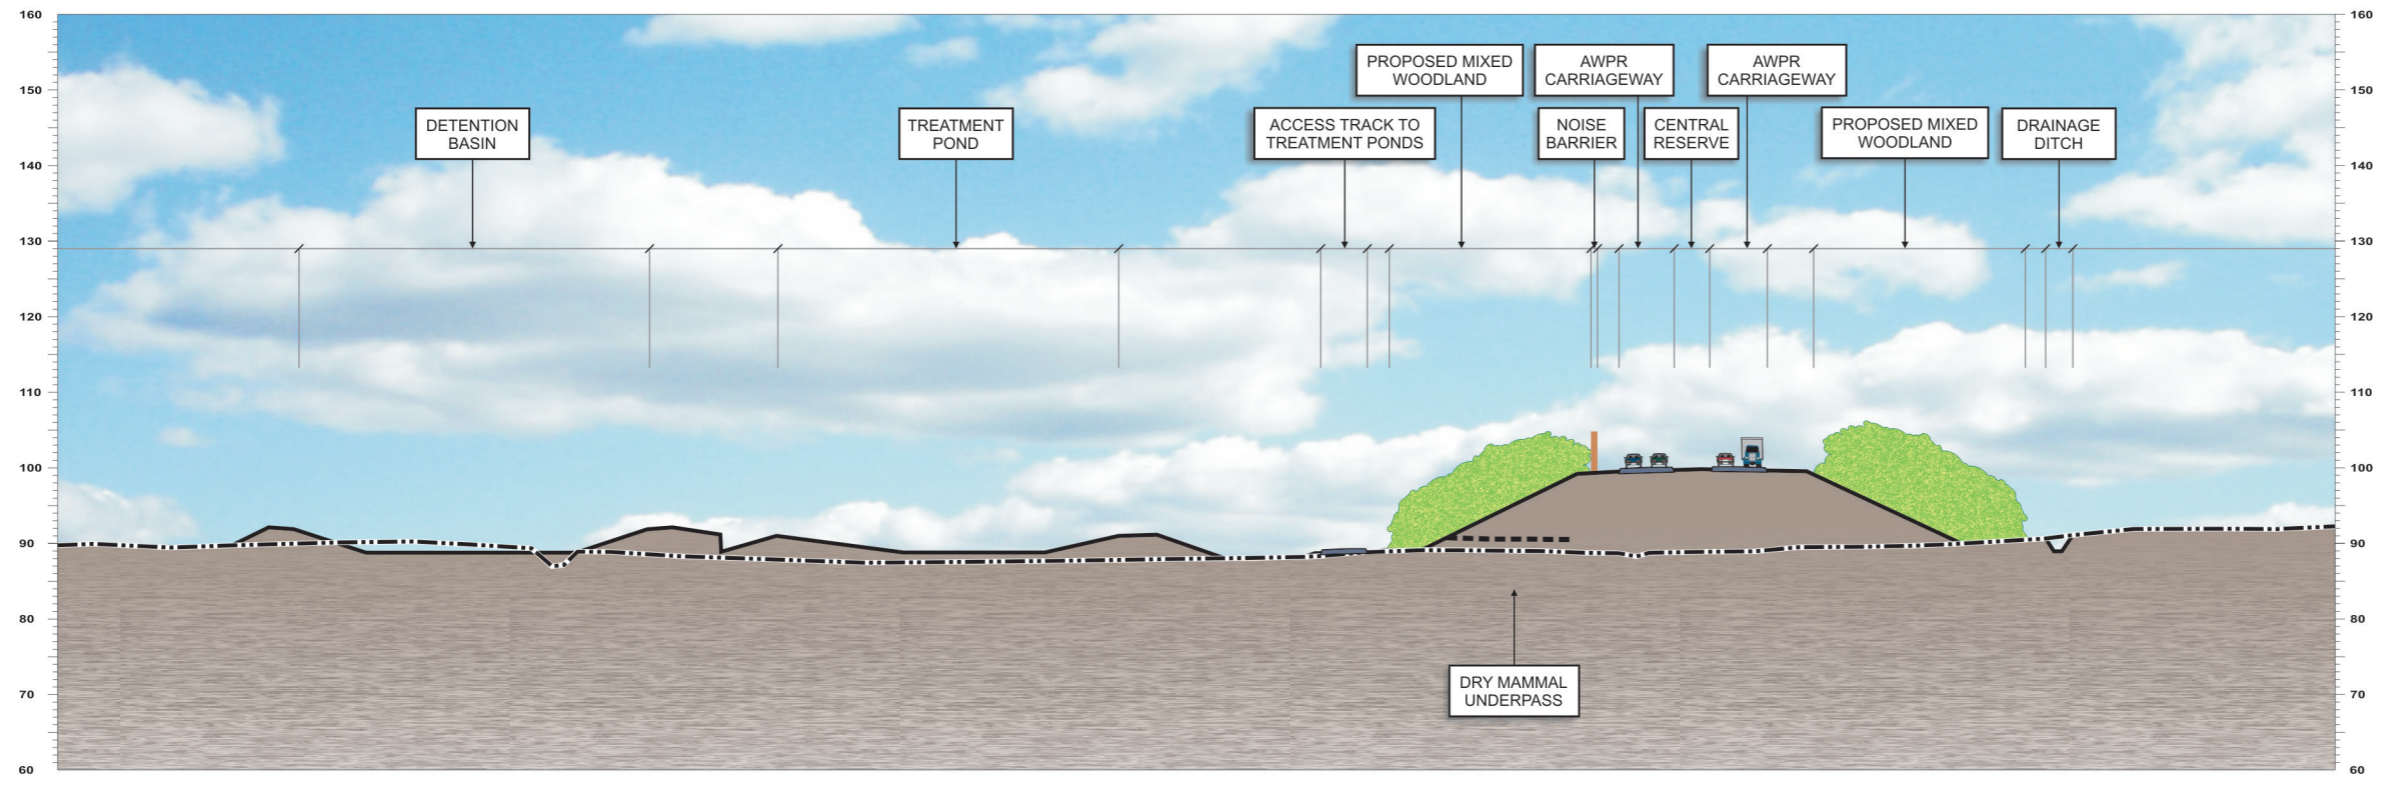 160
150
140
130
120
110
100
90
80
70
60
DETENTION
BASIN
TREATMENT
POND
ACCESS TRACK TO
TREATMENT PONDS
PROPOSED MIXED
WOODLAND
NOISE
BARRIER
AWPR
CARRIAGEWAY
CENTRAL
RESERVE
AWPR
CARRIAGEWAY
PROPOSED MIXED
WOODLAND
DRAINAGE
DITCH
DRY MAMMAL
UNDERPASS
160
150
140
130
120
110
100
90
80
70
60